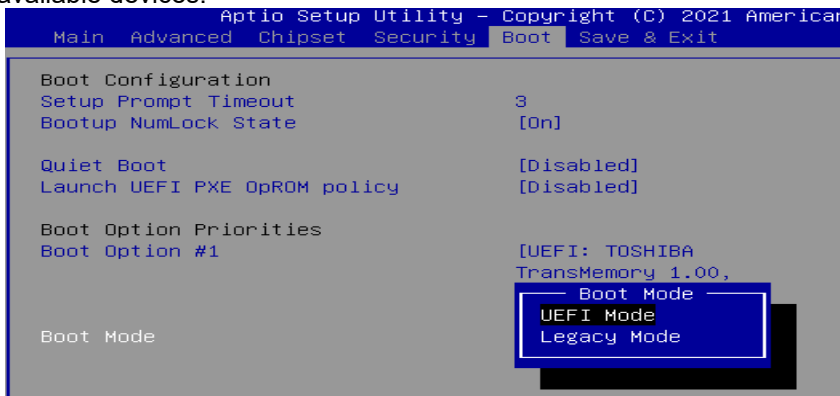 available devices.
Aptio Setup Utility – Copyright (C) 2021 American
Main Advanced Chipset Security Boot Save & Exit
Boot Configuration
Setup Prompt Timeout 3
Bootup NumLock State [On]
Quiet Boot [Disabled]
Launch UEFI PXE OpROM policy [Disabled]
Boot Option Priorities
Boot Option #1 [UEFI: TOSHIBA
TransMemory 1.00,
Boot Mode
UEFI Mode
Boot Mode Legacy Mode